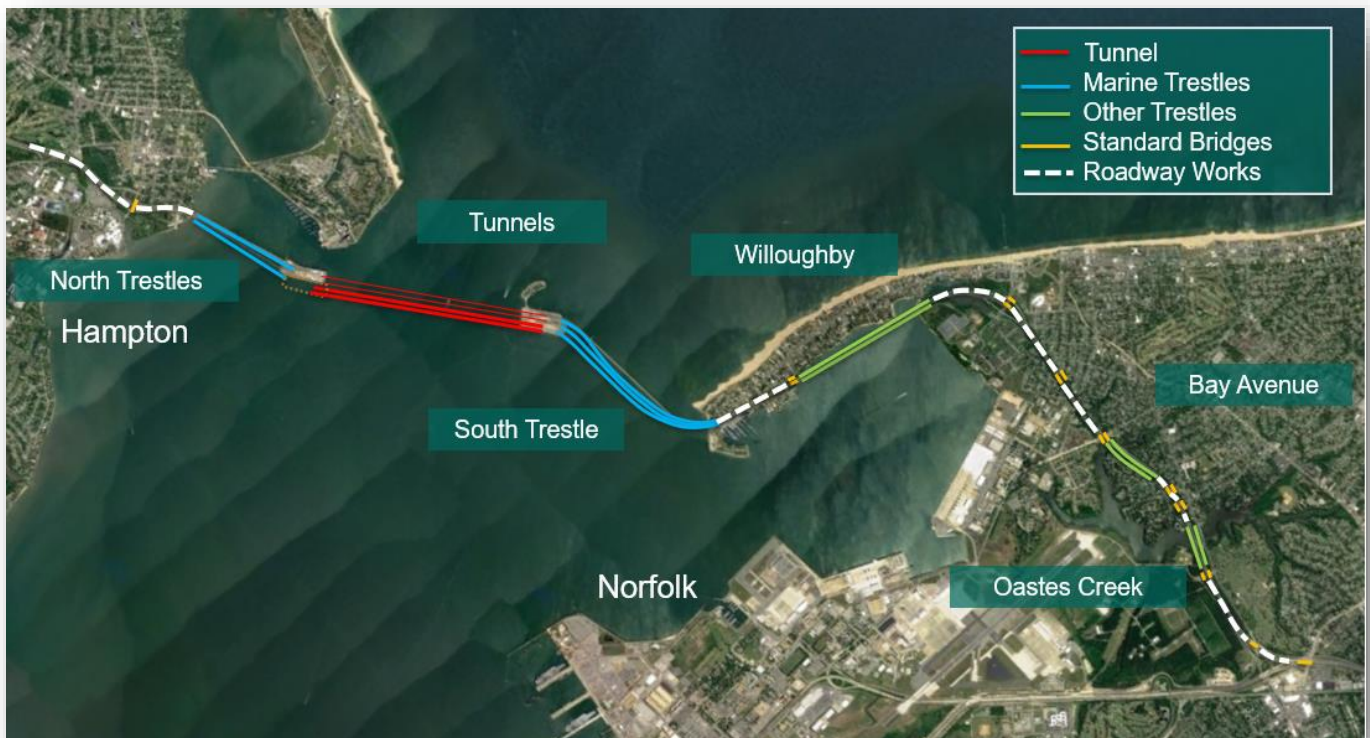 Tunnel
Marine Trestles
Other Trestles
Standard Bridges
Roadway Works
Tunnels
Willoughby
North Trestles
Hampton
Bay Avenue
South Trestle
Norfolk
Oastes Creek